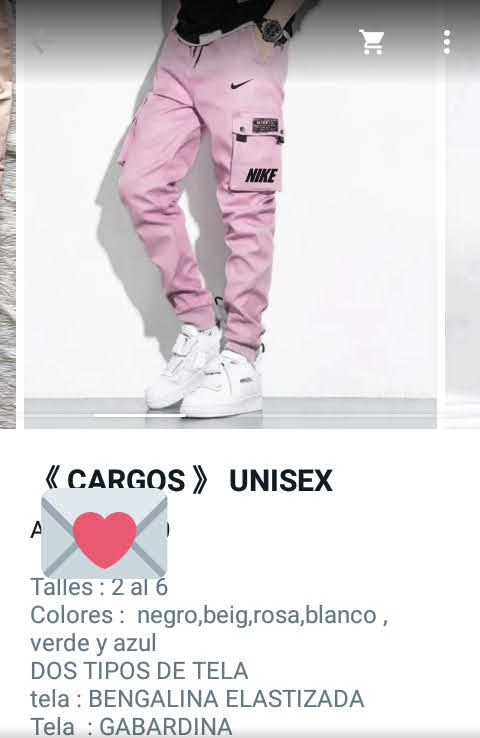 NIKE
《 CARGOS 》 UNISEX
Talles : 2 al 6
Colores :  negro,beig,rosa,blanco ,
verde y azul
DOS TIPOS DE TELA
tela : BENGALINA ELASTIZADA
Tela  : GABARDINA